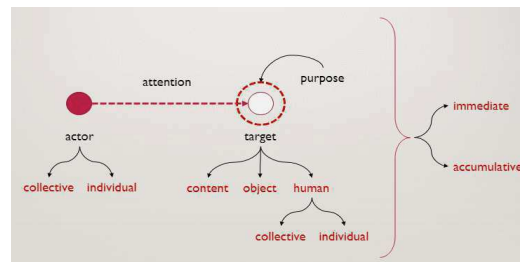 attention
purpose
actor
target
collective individual
content object human
collective individual
immediate
accumulative